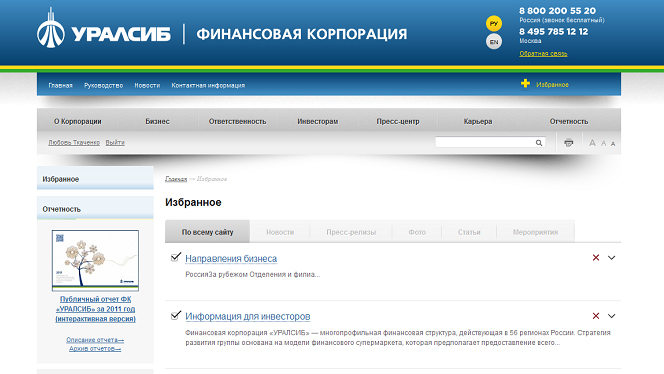 УРАЛСИБ
ФИНАНСОВАЯ КОРПОРАЦИЯ
РУ
EN
8 800 200 55 20
Россия (звонок бесплатный)
8 495 785 12 12
Москва
Обратная связь
Главная Руководство Новости Контактная информация
Избранное
О Корпорации Бизнес Ответственность Инвесторам Пресс-центр Карьера Отчетность
Любовь Ткаченко Выйти
A A A
Избранное
Отчетность
Публичный отчет ФК
«УРАЛСИБ» за 2011 год
(интерактивная версия)
Описание отчета→
Архив отчетов→
Главная — Избранное
Избранное
По всему сайту Новости Пресс-релизы Фото Статьи Мероприятия
Направления бизнеса
РоссияЗа рубежом Отделения и филиа...
Информация для инвесторов
Финансовая корпорация «УРАЛСИБ» — многопрофильная финансовая структура, действующая в 56 регионах России. Стратегия
развития группы основана на модели финансового супермаркета, которая предполагает предоставление всего...